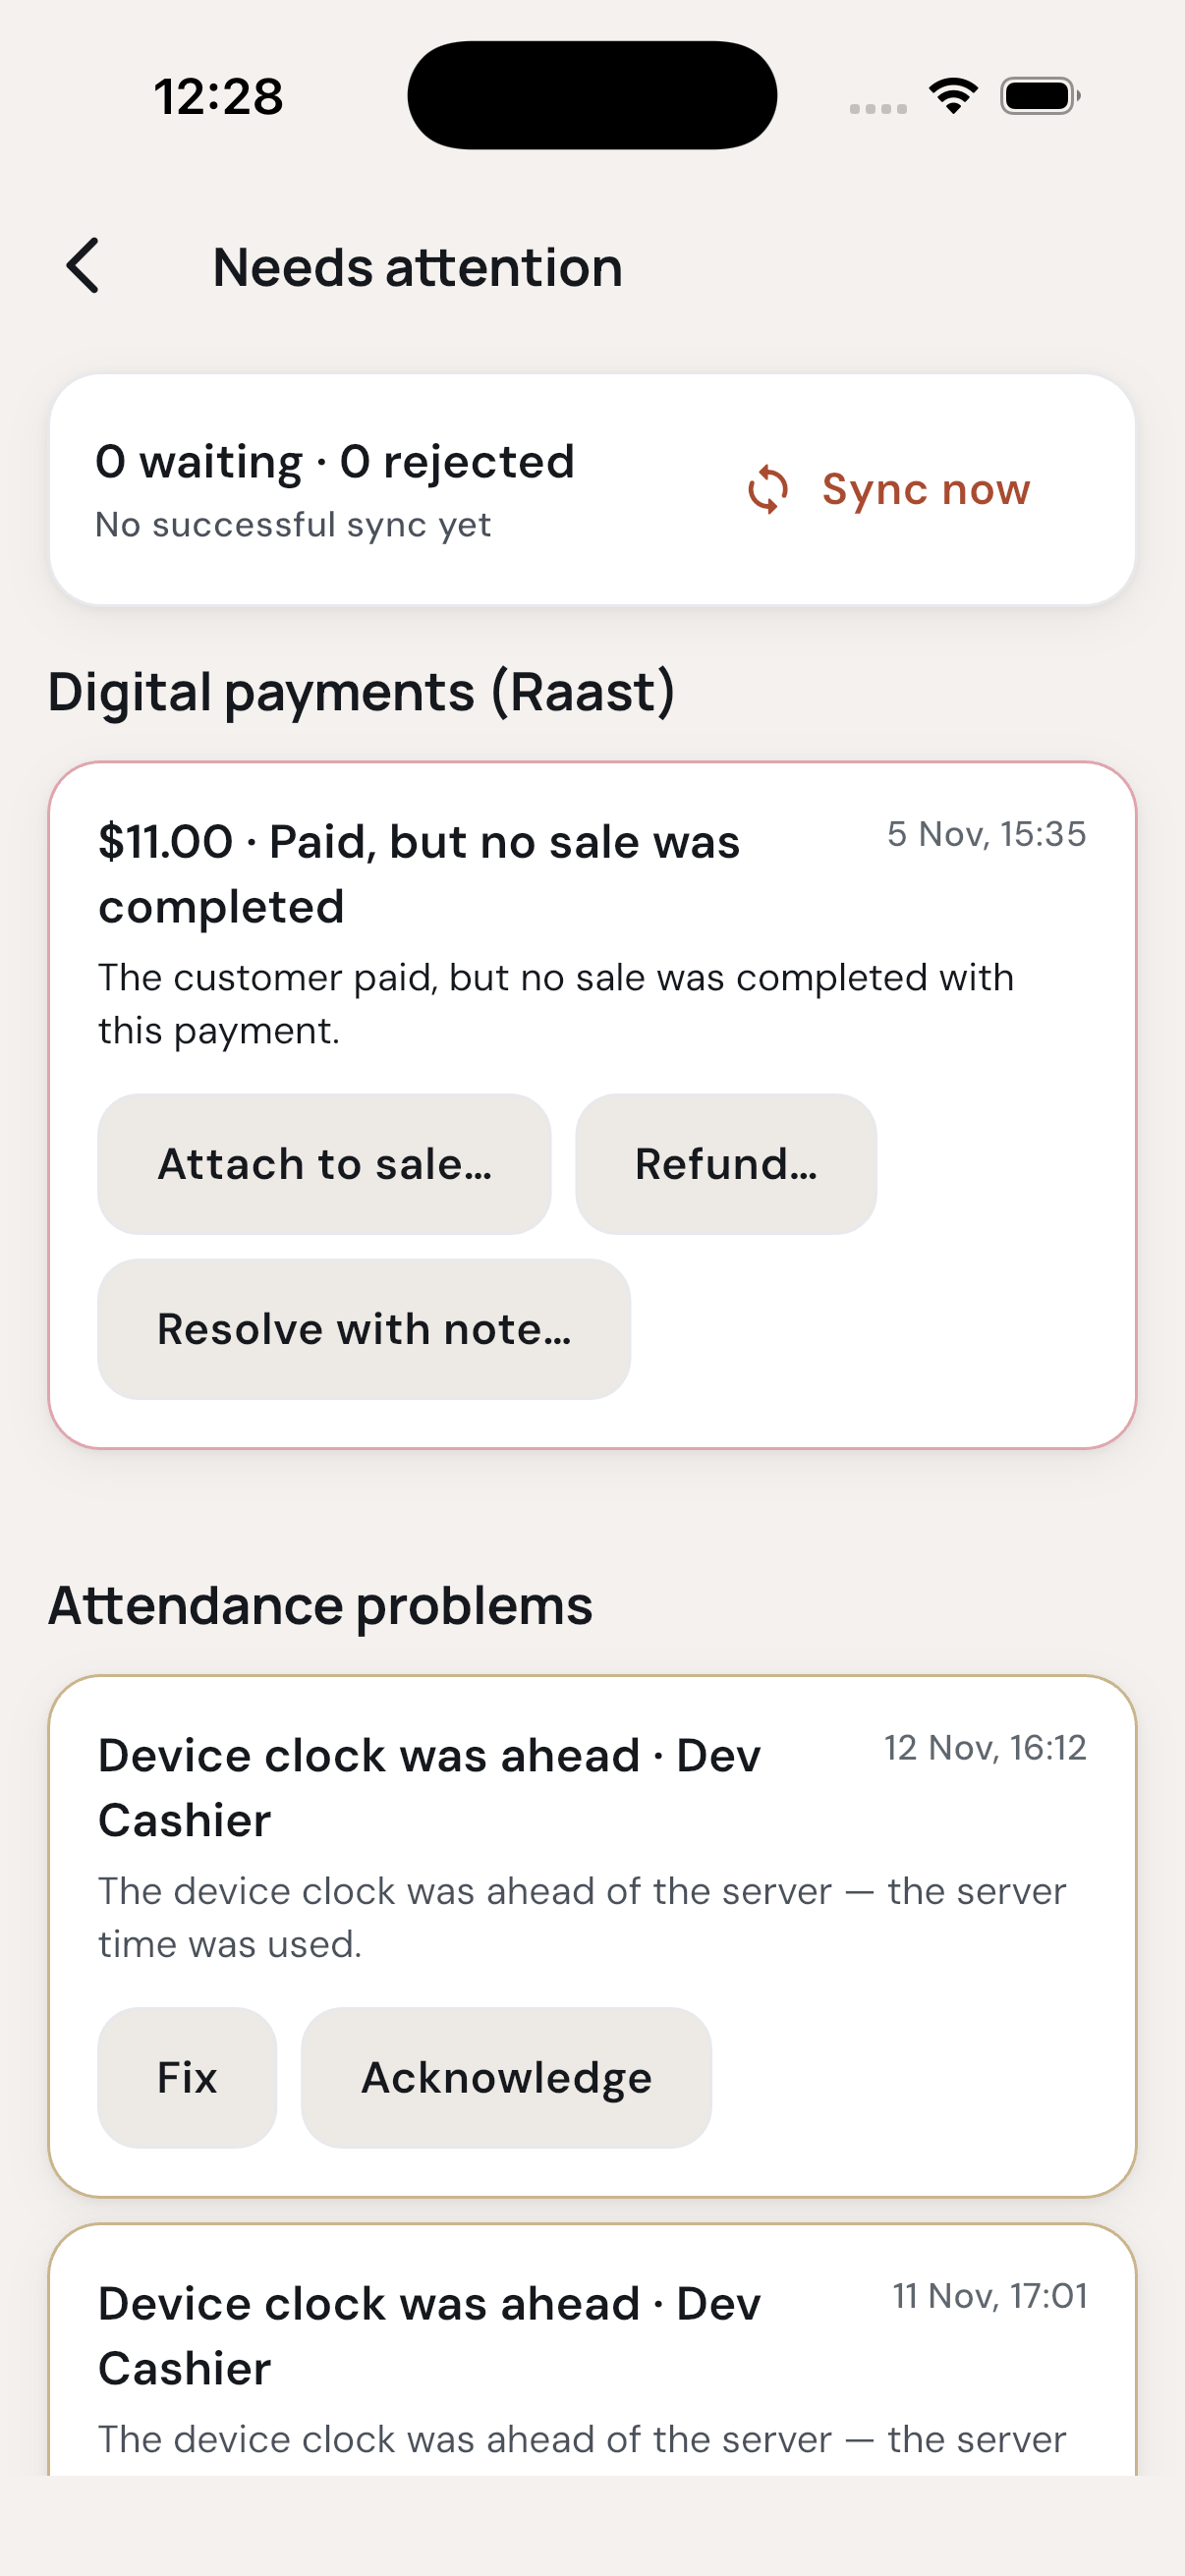 12:28
Needs attention
0 waiting · 0 rejected
No successful sync yet
Sync now
Digital payments (Raast)
$11.00 · Paid, but no sale was
completed
5 Nov, 15:35
The customer paid, but no sale was completed with
this payment.
Attach to sale...
Refund...
Resolve with note...
Attendance problems
Device clock was ahead · Dev
Cashier
12 Nov, 16:12
The device clock was ahead of the server — the server
time was used.
Fix
Acknowledge
Device clock was ahead · Dev
Cashier
11 Nov, 17:01
The device clock was ahead of the server — the server